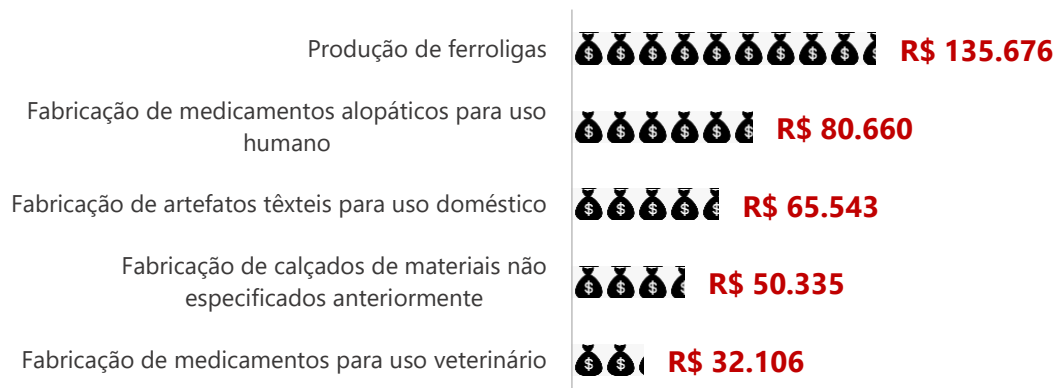 Produção de ferroligas R$ 135.676
Fabricação de medicamentos alopáticos para uso
humano R$ 80.660
Fabricação de artefatos têxteis para uso doméstico R$ 65.543
Fabricação de calçados de materiais não
especificados anteriormente R$ 50.335
Fabricação de medicamentos para uso veterinário R$ 32.106